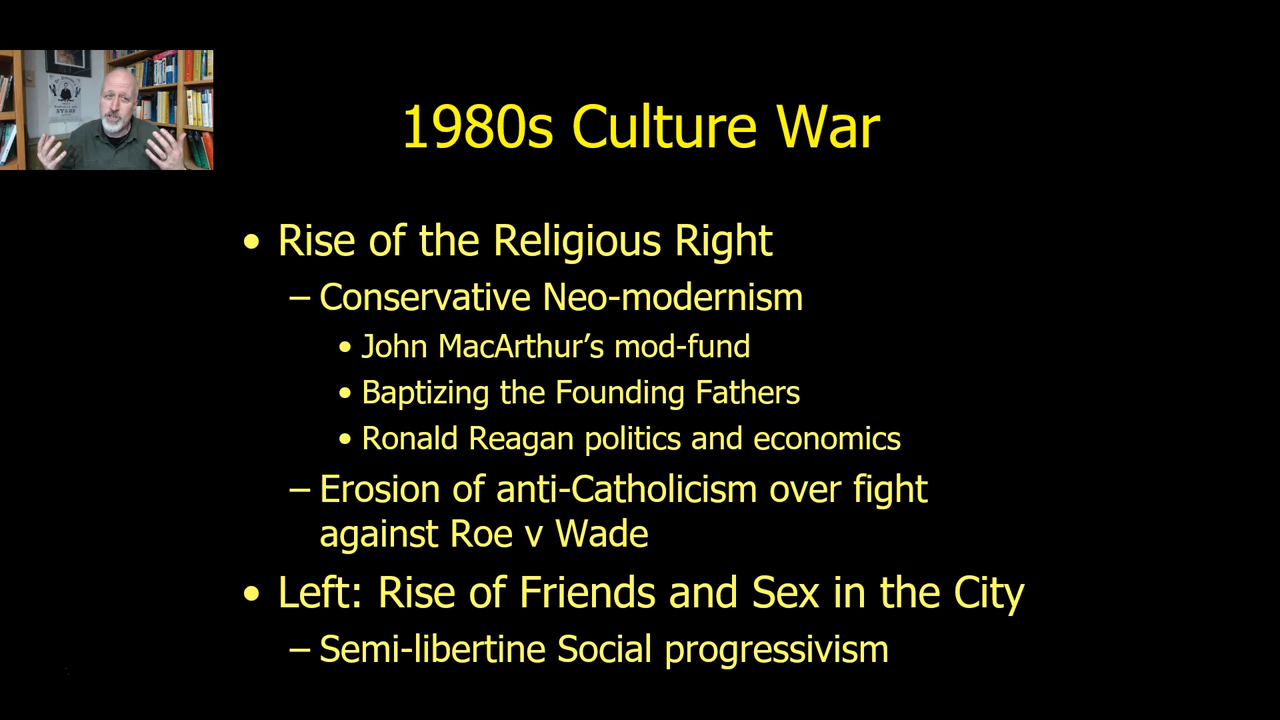 1980s Culture War
• Rise of the Religious Right
– Conservative Neo-modernism
• John MacArthur’s mod-fund
• Baptizing the Founding Fathers
• Ronald Reagan politics and economics
– Erosion of anti-Catholicism over fight
against Roe v Wade
• Left: Rise of Friends and Sex in the City
– Semi-libertine Social progressivism